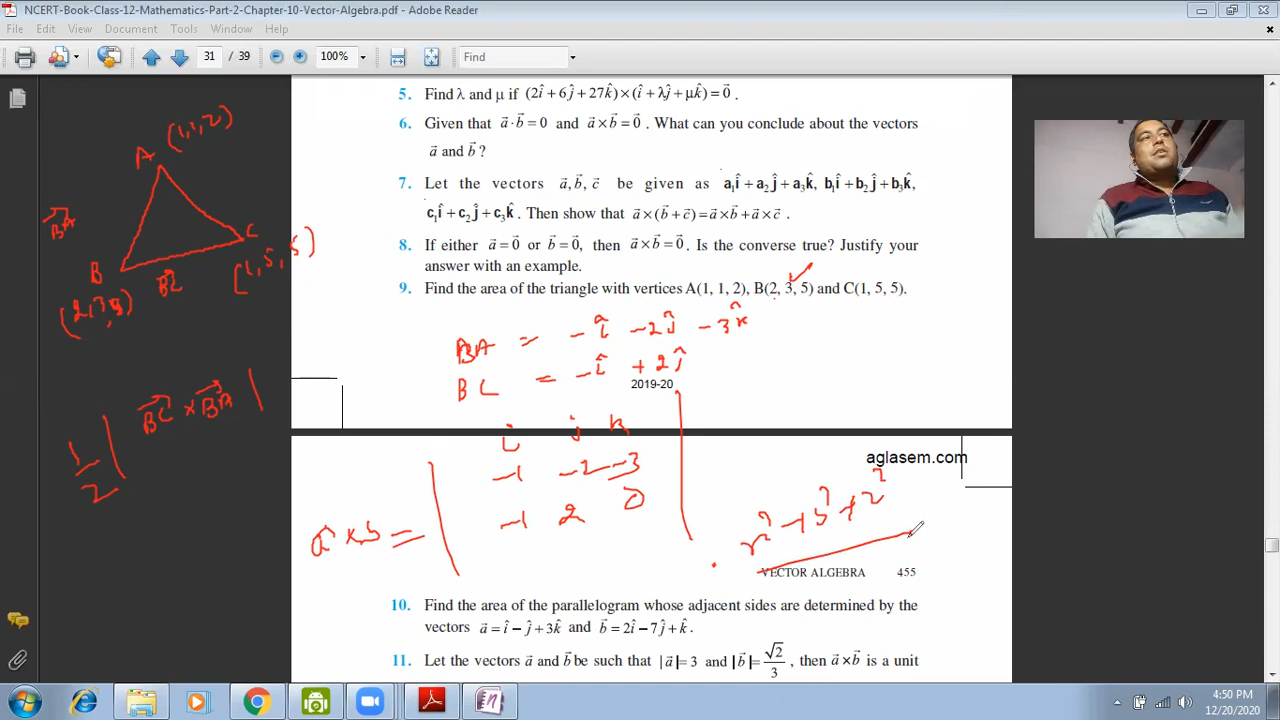 NCERT-Book-Class-12-Mathematics-Part-2-Chapter-10-Vector-Algebra.pdf - Adobe Reader
File Edit View Document Tools Window Help
31 / 39 100% Find
5. Find λ and μ if (2î + 6ĵ + 27k̂) × (î + λĵ + μk̂) = 0⃗ .
6. Given that a⃗ · b⃗ = 0 and a⃗ × b⃗ = 0⃗ . What can you conclude about the vectors
a⃗ and b⃗ ?
7. Let the vectors a⃗, b⃗, c⃗ be given as a₁î + a₂ĵ + a₃k̂, b₁î + b₂ĵ + b₃k̂,
c₁î + c₂ĵ + c₃k̂. Then show that a⃗ × (b⃗ + c⃗) = a⃗ × b⃗ + a⃗ × c⃗ .
8. If either a⃗ = 0⃗ or b⃗ = 0⃗, then a⃗ × b⃗ = 0⃗ . Is the converse true? Justify your
answer with an example.
9. Find the area of the triangle with vertices A(1, 1, 2), B(2, 3, 5) and C(1, 5, 5).
A (1,1,2)
BA
B
BC
C
(1,5,5)
BA = -î -2ĵ -3k̂
BC = -î +2ĵ
2019-20
1/2 | BC × BA |
i j k
-1 -2 -3
-1 2 0
a × b =
aglasem.com
VECTOR ALGEBRA 455
10. Find the area of the parallelogram whose adjacent sides are determined by the
vectors a⃗ = î − ĵ + 3k̂ and b⃗ = 2î − 7ĵ + k̂ .
11. Let the vectors a⃗ and b⃗ be such that |a⃗| = 3 and |b⃗| = √2/3 , then a⃗ × b⃗ is a unit
4:50 PM
12/20/2020